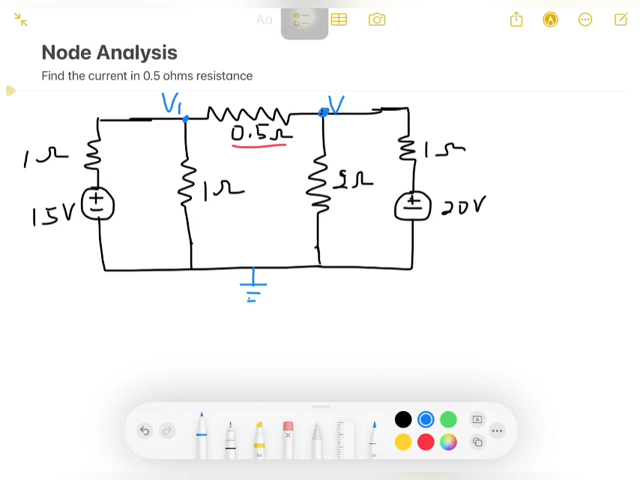 Aa
Node Analysis
Find the current in 0.5 ohms resistance
V₁
V
0.5Ω
1Ω
1Ω
1Ω
15V
20V